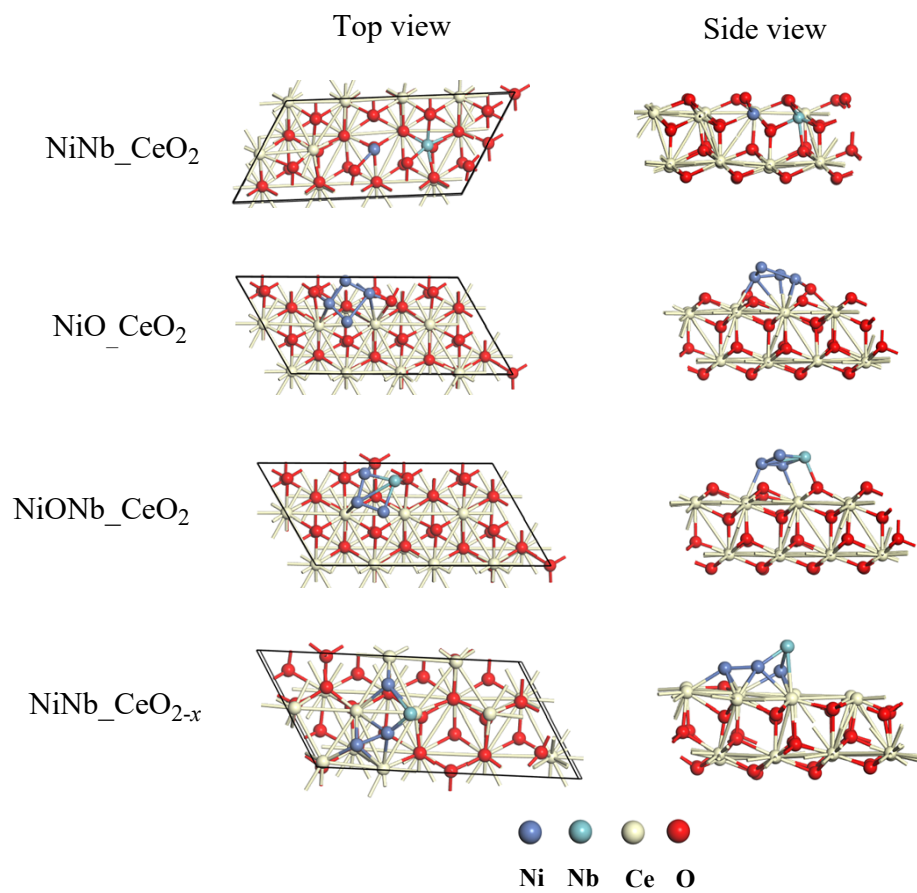 Top view Side view
NiNb_CeO₂
NiO_CeO₂
NiONb_CeO₂
NiNb_CeO₂₋ₓ
Ni Nb Ce O